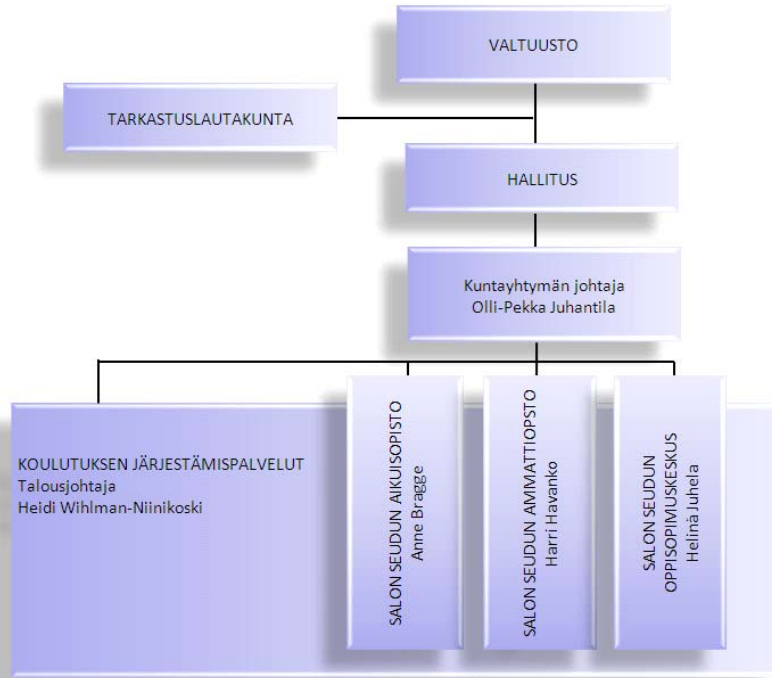 VALTUUSTO
TARKASTUSLAUTAKUNTA
HALLITUS
Kuntayhtymän johtaja
Olli-Pekka Juhantila
KOULUTUKSEN JÄRJESTÄMISPALVELUT
Talousjohtaja
Heidi Wihlman-Niinikoski
SALON SEUDUN AIKUISOPISTO
Anne Bragge
SALON SEUDUN AMMATTIOPSTO
Harri Havanko
SALON SEUDUN
OPPISOPIMUSKESKUS
Helinä Juhela